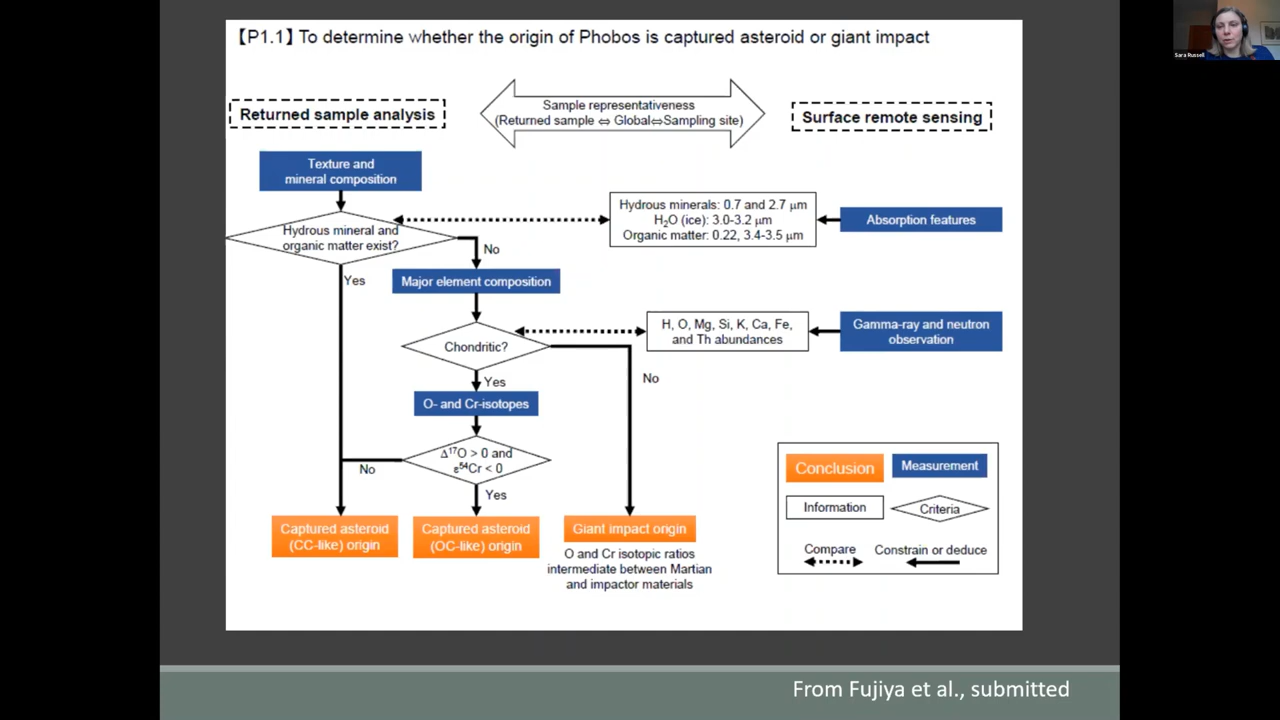 【P1.1】To determine whether the origin of Phobos is captured asteroid or giant impact
Sara Russell
Returned sample analysis
Sample representativeness
(Returned sample ⇔ Global⇔Sampling site)
Surface remote sensing
Texture and
mineral composition
Hydrous minerals: 0.7 and 2.7 μm
H₂O (ice): 3.0-3.2 μm
Organic matter: 0.22, 3.4-3.5 μm
Absorption features
Hydrous mineral and
organic matter exist?
No
Yes
Major element composition
H, O, Mg, Si, K, Ca, Fe,
and Th abundances
Gamma-ray and neutron
observation
Chondritic?
No
Yes
O- and Cr-isotopes
Δ¹⁷O > 0 and
ε⁵⁴Cr < 0
No
Yes
Captured asteroid
(CC-like) origin
Captured asteroid
(OC-like) origin
Giant impact origin
O and Cr isotopic ratios
intermediate between Martian
and impactor materials
Conclusion
Measurement
Information
Criteria
Compare
Constrain or deduce
From Fujiya et al., submitted